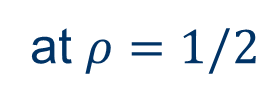 at 𝜌 = 1/2